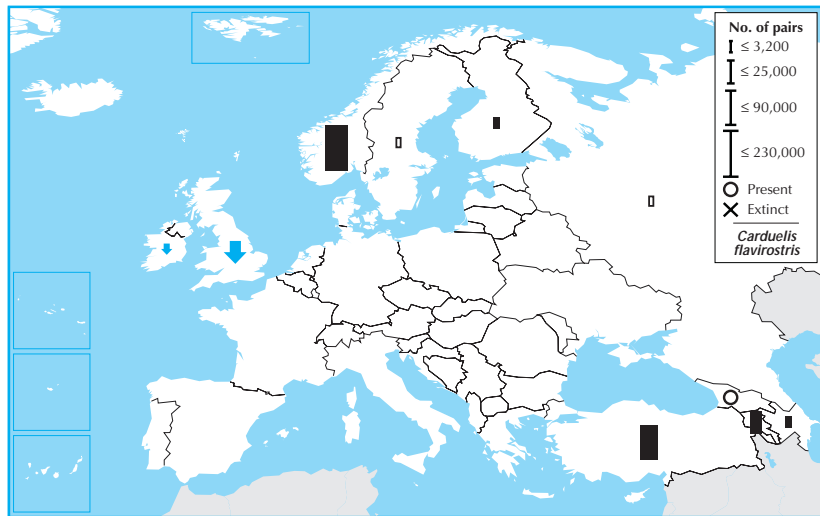 No. of pairs
≤ 3,200
≤ 25,000
≤ 90,000
≤ 230,000
Present
Extinct
Carduelis
flavirostris